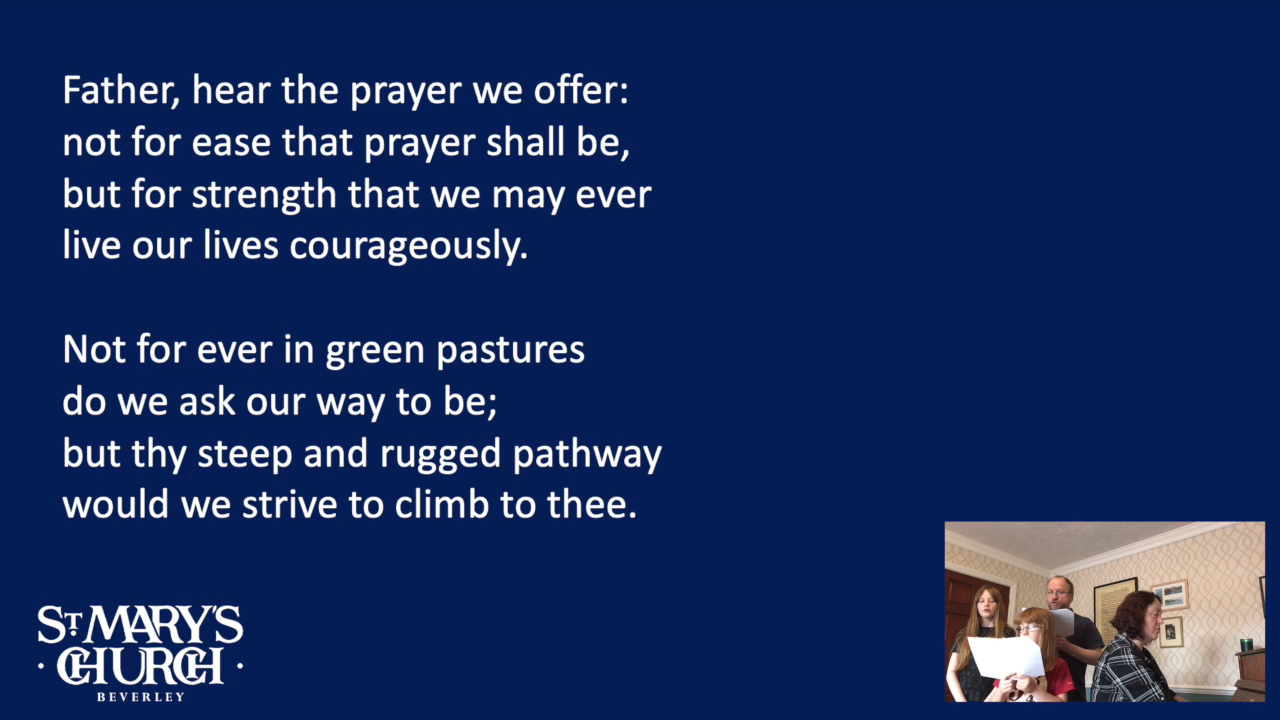 Father, hear the prayer we offer:
not for ease that prayer shall be,
but for strength that we may ever
live our lives courageously.
Not for ever in green pastures
do we ask our way to be;
but thy steep and rugged pathway
would we strive to climb to thee.
ST MARY'S
· CHURCH ·
BEVERLEY